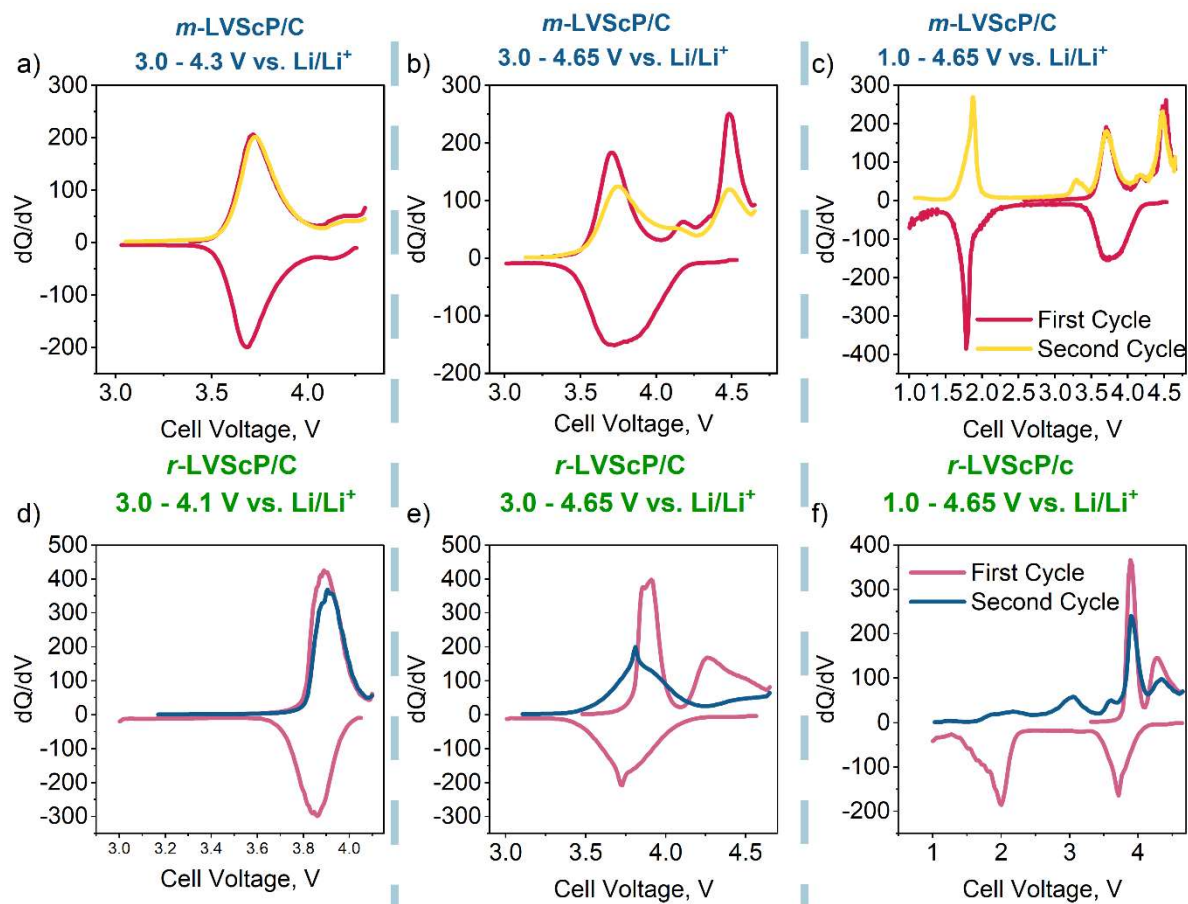 m-LVScP/C
3.0 - 4.3 V vs. Li/Li⁺
m-LVScP/C
3.0 - 4.65 V vs. Li/Li⁺
m-LVScP/C
1.0 - 4.65 V vs. Li/Li⁺
a)
300
200
100
0
-100
-200
dQ/dV
3.0 3.5 4.0
Cell Voltage, V
b)
300
200
100
0
-100
-200
dQ/dV
3.0 3.5 4.0 4.5
Cell Voltage, V
c)
300
200
100
0
-100
-200
-300
-400
dQ/dV
First Cycle
Second Cycle
1.0 1.5 2.0 2.5 3.0 3.5 4.0 4.5
Cell Voltage, V
r-LVScP/C
3.0 - 4.1 V vs. Li/Li⁺
r-LVScP/C
3.0 - 4.65 V vs. Li/Li⁺
r-LVScP/c
1.0 - 4.65 V vs. Li/Li⁺
d)
500
400
300
200
100
0
-100
-200
-300
dQ/dV
3.0 3.2 3.4 3.6 3.8 4.0
Cell Voltage, V
e)
500
400
300
200
100
0
-100
-200
-300
dQ/dV
3.0 3.5 4.0 4.5
Cell Voltage, V
f)
400
300
200
100
0
-100
-200
dQ/dV
First Cycle
Second Cycle
1 2 3 4
Cell Voltage, V